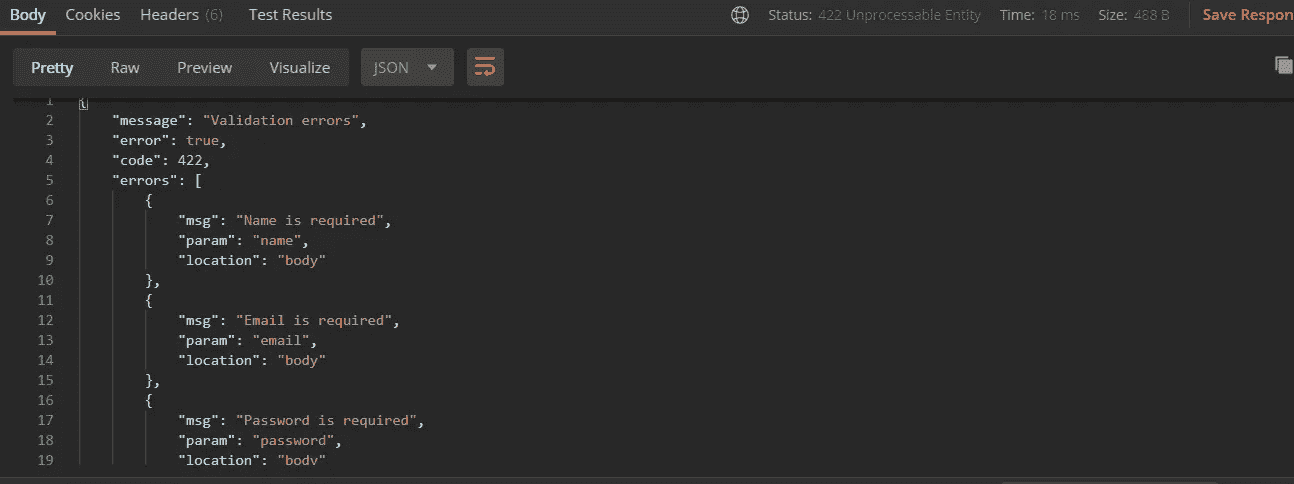 Body Cookies Headers (6) Test Results Status: 422 Unprocessable Entity Time: 18 ms Size: 488 B Save Respon
Pretty Raw Preview Visualize JSON
1 {
2 "message": "Validation errors",
3 "error": true,
4 "code": 422,
5 "errors": [
6 {
7 "msg": "Name is required",
8 "param": "name",
9 "location": "body"
10 },
11 {
12 "msg": "Email is required",
13 "param": "email",
14 "location": "body"
15 },
16 {
17 "msg": "Password is required",
18 "param": "password",
19 "location": "body"